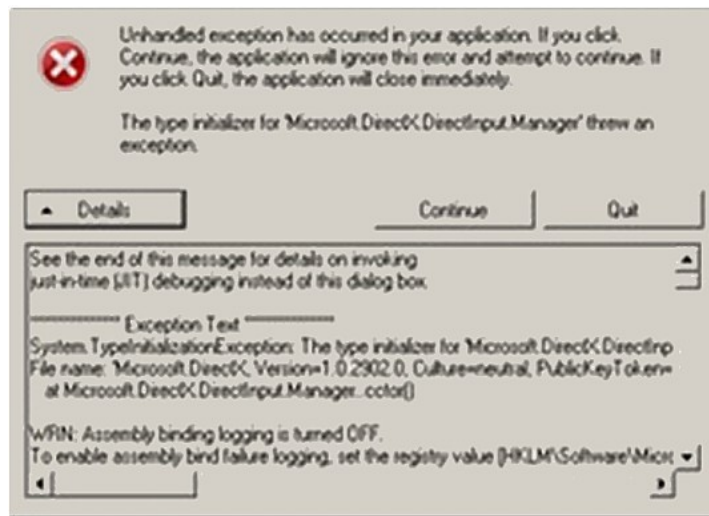 Unhandled exception has occurred in your application. If you click
Continue, the application will ignore this error and attempt to continue. If
you click Quit, the application will close immediately.
The type initializer for 'Microsoft.DirectX.DirectInput.Manager' threw an
exception.
Details
Continue
Quit
See the end of this message for details on invoking
just-in-time (JIT) debugging instead of this dialog box.
************** Exception Text **************
System.TypeInitializationException: The type initializer for 'Microsoft.DirectX.DirectInp
File name: 'Microsoft.DirectX, Version=1.0.2902.0, Culture=neutral, PublicKeyToken=
at Microsoft.DirectX.DirectInput.Manager..cctor()
WRN: Assembly binding logging is turned OFF.
To enable assembly bind failure logging, set the registry value [HKLM\Software\Micro